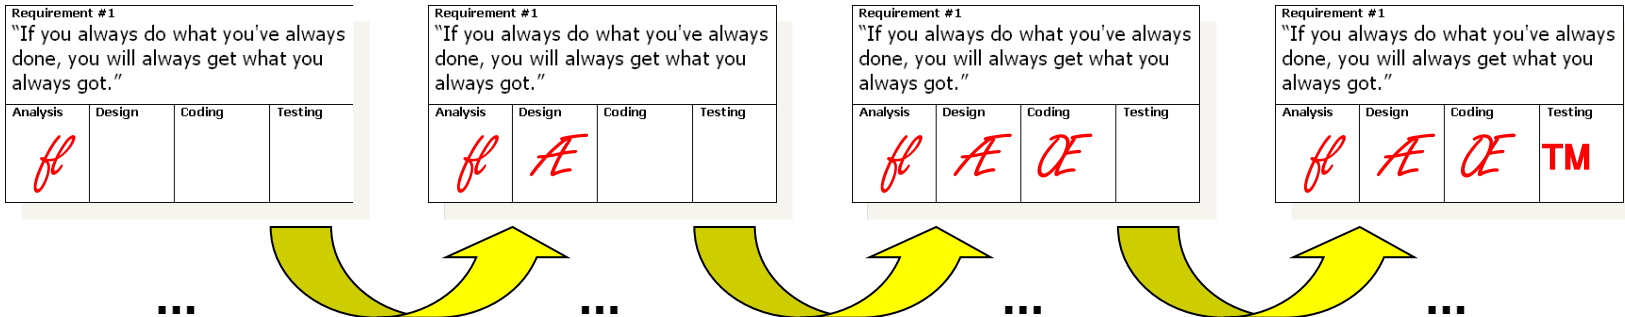 Requirement #1
“If you always do what you've always
done, you will always get what you
always got.”
Analysis Design Coding Testing
fl
...
Requirement #1
“If you always do what you've always
done, you will always get what you
always got.”
Analysis Design Coding Testing
fl Æ
...
Requirement #1
“If you always do what you've always
done, you will always get what you
always got.”
Analysis Design Coding Testing
fl Æ Œ
...
Requirement #1
“If you always do what you've always
done, you will always get what you
always got.”
Analysis Design Coding Testing
fl Æ Œ TM
...